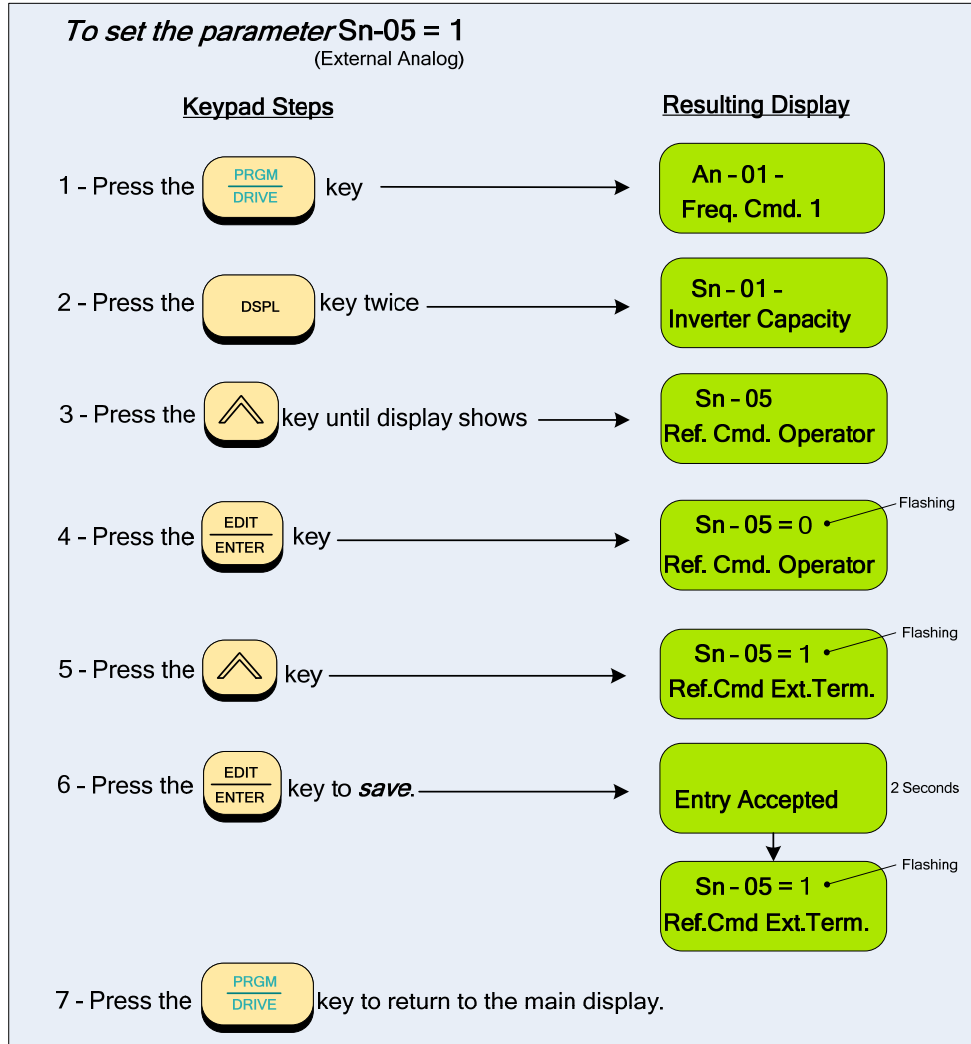 To set the parameter Sn-05 = 1
(External Analog)
Keypad Steps
Resulting Display
1 - Press the PRGM DRIVE key
An - 01 -
Freq. Cmd. 1
2 - Press the DSPL key twice
Sn - 01 -
Inverter Capacity
3 - Press the key until display shows
Sn - 05
Ref. Cmd. Operator
4 - Press the EDIT ENTER key
Flashing
Sn - 05 = 0
Ref. Cmd. Operator
5 - Press the key
Flashing
Sn - 05 = 1
Ref.Cmd Ext.Term.
6 - Press the EDIT ENTER key to save.
Entry Accepted
2 Seconds
Flashing
Sn - 05 = 1
Ref.Cmd Ext.Term.
7 - Press the PRGM DRIVE key to return to the main display.